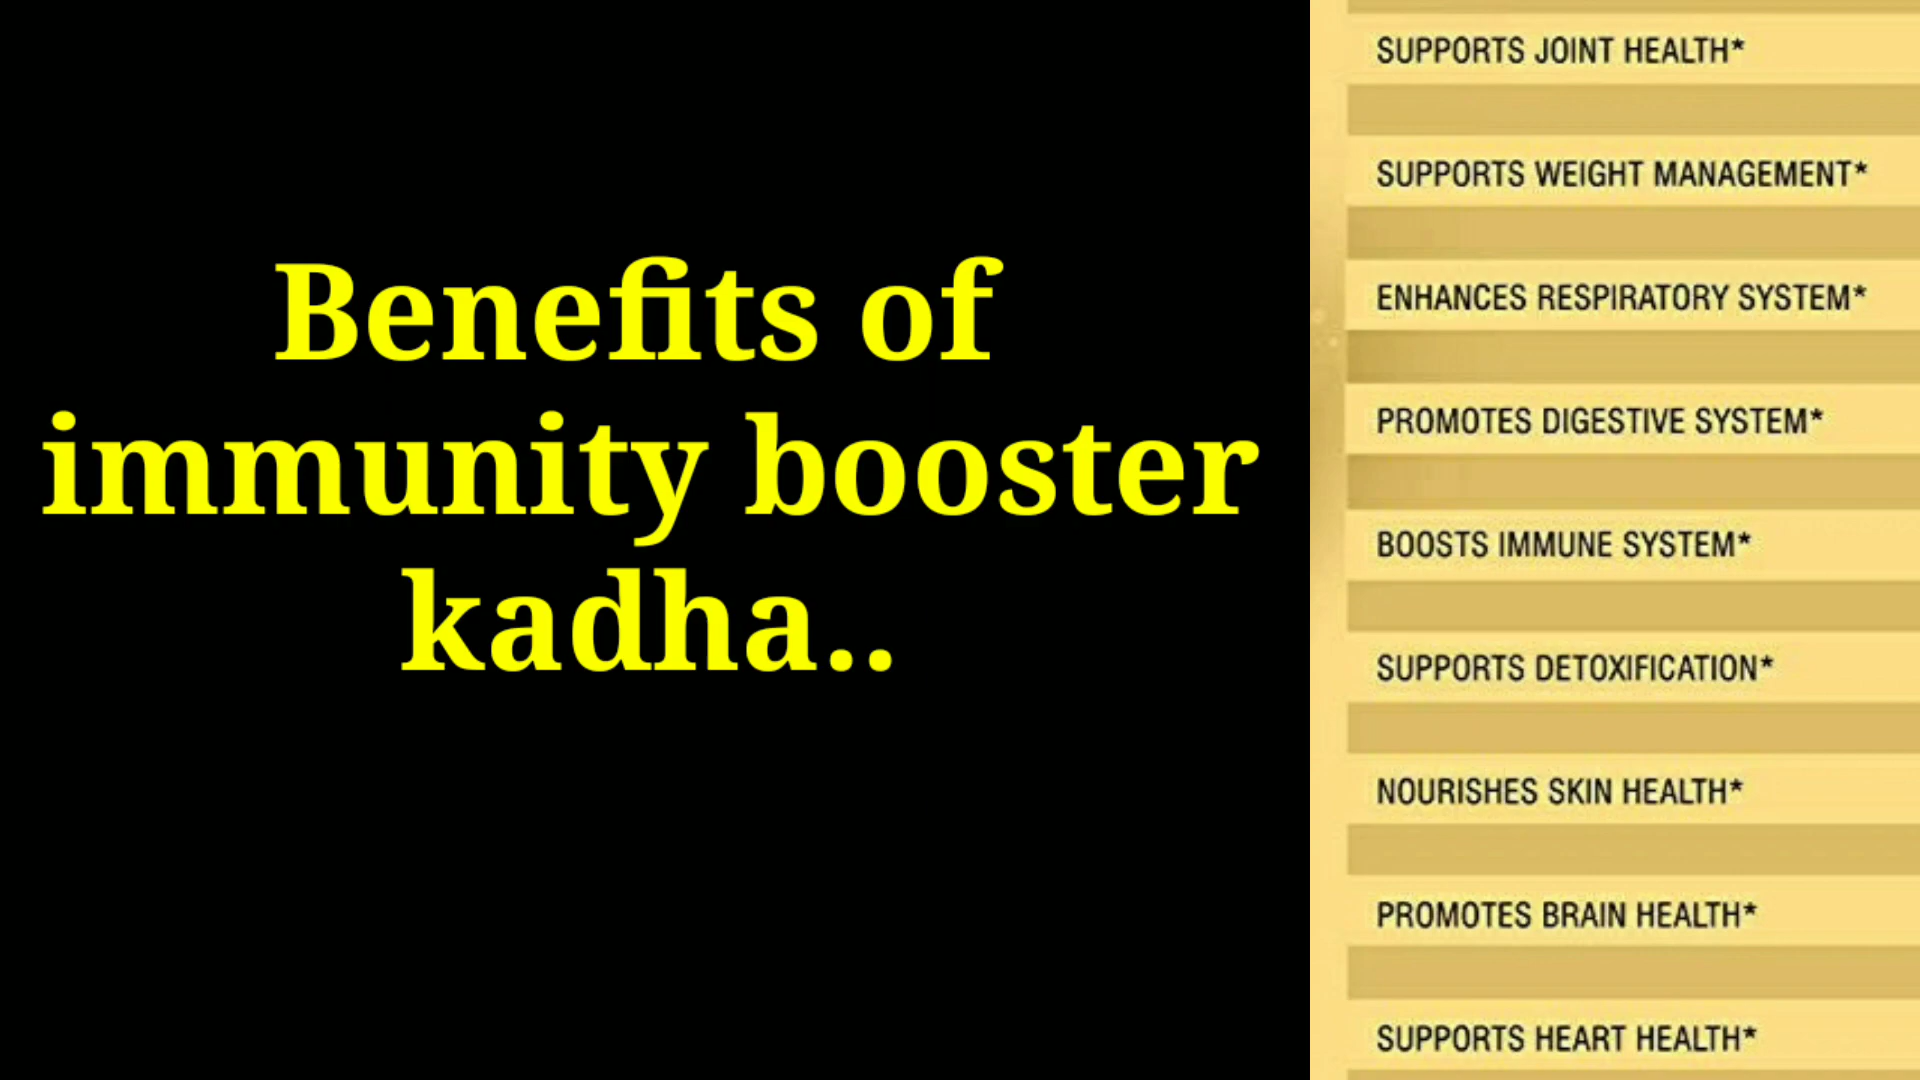 Benefits of
immunity booster
kadha..
SUPPORTS JOINT HEALTH*
SUPPORTS WEIGHT MANAGEMENT*
ENHANCES RESPIRATORY SYSTEM*
PROMOTES DIGESTIVE SYSTEM*
BOOSTS IMMUNE SYSTEM*
SUPPORTS DETOXIFICATION*
NOURISHES SKIN HEALTH*
PROMOTES BRAIN HEALTH*
SUPPORTS HEART HEALTH*